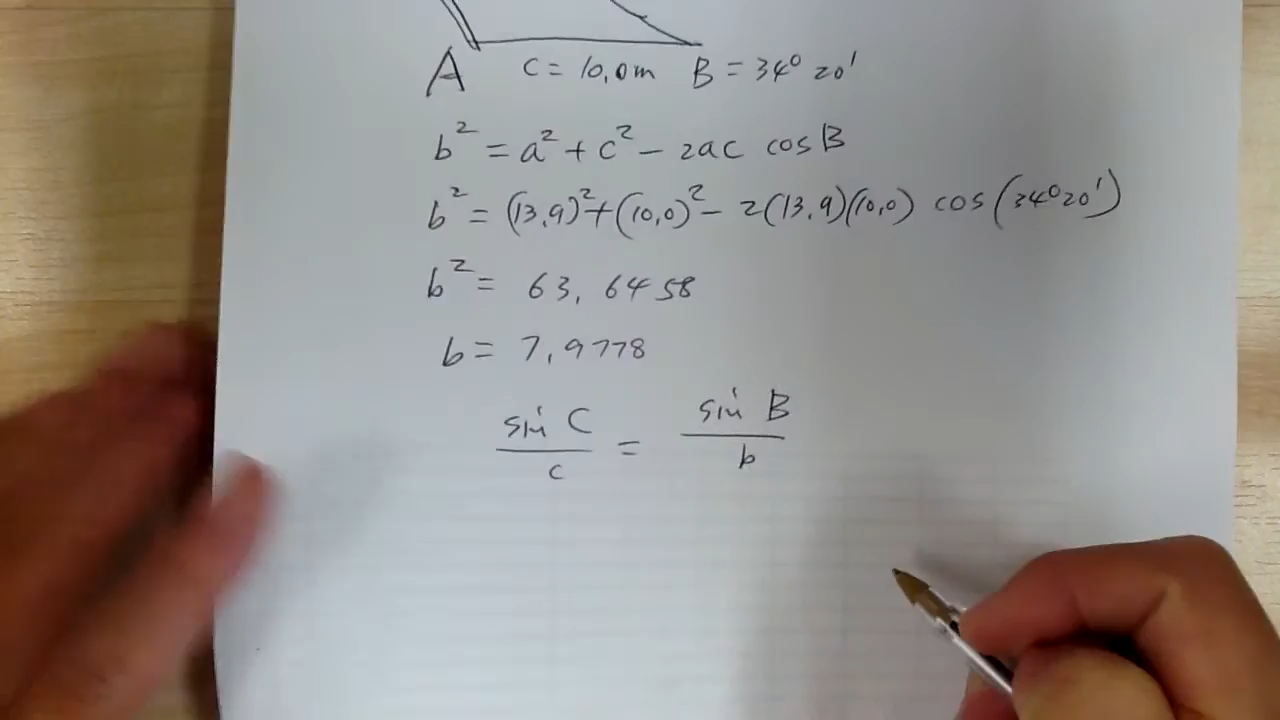 A c = 10,0m B = 34° 20'
b² = a² + c² - 2ac cosB
b² = (13,9)² + (10,0)² - 2(13,9)(10,0) cos(34°20')
b² = 63,6458
b = 7,9778
sin C / c = sin B / b